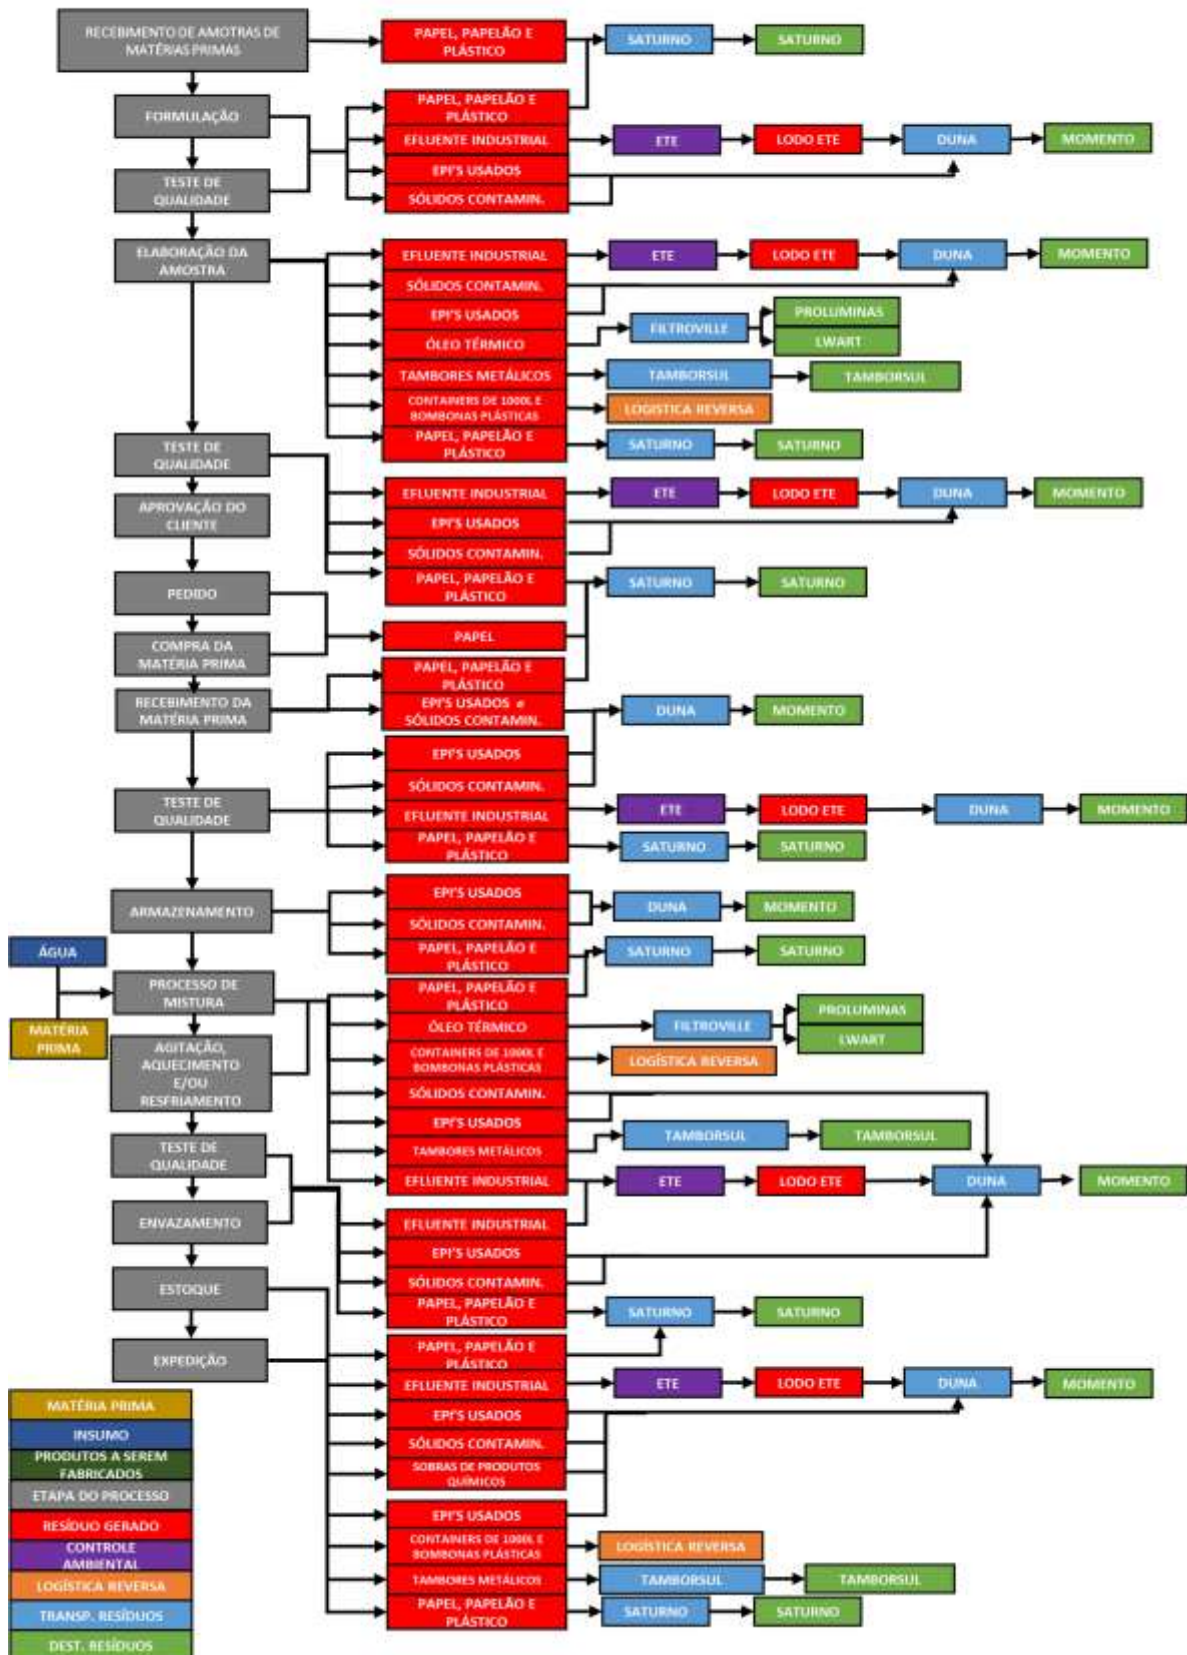 RECEBIMENTO DE AMOTRAS DE
MATÉRIAS PRIMAS
PAPEL, PAPELÃO E
PLÁSTICO
SATURNO
SATURNO
FORMULAÇÃO
PAPEL, PAPELÃO E
PLÁSTICO
EFLUENTE INDUSTRIAL
ETE
LODO ETE
DUNA
MOMENTO
EPI'S USADOS
TESTE DE
QUALIDADE
SÓLIDOS CONTAMIN.
ELABORAÇÃO DA
AMOSTRA
EFLUENTE INDUSTRIAL
ETE
LODO ETE
DUNA
MOMENTO
SÓLIDOS CONTAMIN.
EPI'S USADOS
ÓLEO TÉRMICO
FILTROVILLE
PROLUMINAS
LWART
TAMBORES METÁLICOS
TAMBORSUL
TAMBORSUL
CONTAINERS DE 1000L E
BOMBONAS PLÁSTICAS
LOGISTICA REVERSA
PAPEL, PAPELÃO E
PLÁSTICO
SATURNO
SATURNO
TESTE DE
QUALIDADE
EFLUENTE INDUSTRIAL
ETE
LODO ETE
DUNA
MOMENTO
APROVAÇÃO DO
CLIENTE
EPI'S USADOS
SÓLIDOS CONTAMIN.
PAPEL, PAPELÃO E
PLÁSTICO
SATURNO
SATURNO
PEDIDO
PAPEL
COMPRA DA
MATÉRIA PRIMA
PAPEL, PAPELÃO E
PLÁSTICO
RECEBIMENTO DA
MATÉRIA PRIMA
EPI'S USADOS e
SÓLIDOS CONTAMIN.
DUNA
MOMENTO
EPI'S USADOS
SÓLIDOS CONTAMIN.
TESTE DE
QUALIDADE
EFLUENTE INDUSTRIAL
ETE
LODO ETE
DUNA
MOMENTO
PAPEL, PAPELÃO E
PLÁSTICO
SATURNO
SATURNO
ARMAZENAMENTO
EPI'S USADOS
SÓLIDOS CONTAMIN.
DUNA
MOMENTO
PAPEL, PAPELÃO E
PLÁSTICO
SATURNO
SATURNO
ÁGUA
MATÉRIA
PRIMA
PROCESSO DE
MISTURA
PAPEL, PAPELÃO E
PLÁSTICO
ÓLEO TÉRMICO
FILTROVILLE
PROLUMINAS
LWART
AGITAÇÃO,
AQUECIMENTO
E/OU
RESFRIAMENTO
CONTAINERS DE 1000L E
BOMBONAS PLÁSTICAS
LOGÍSTICA REVERSA
SÓLIDOS CONTAMIN.
EPI'S USADOS
TAMBORES METÁLICOS
TAMBORSUL
TAMBORSUL
TESTE DE
QUALIDADE
EFLUENTE INDUSTRIAL
ETE
LODO ETE
DUNA
MOMENTO
ENVAZAMENTO
EFLUENTE INDUSTRIAL
EPI'S USADOS
SÓLIDOS CONTAMIN.
ESTOQUE
PAPEL, PAPELÃO E
PLÁSTICO
SATURNO
SATURNO
EXPEDIÇÃO
PAPEL, PAPELÃO E
PLÁSTICO
EFLUENTE INDUSTRIAL
ETE
LODO ETE
DUNA
MOMENTO
EPI'S USADOS
SÓLIDOS CONTAMIN.
SOBRAS DE PRODUTOS
QUÍMICOS
EPI'S USADOS
CONTAINERS DE 1000L E
BOMBONAS PLÁSTICAS
LOGÍSTICA REVERSA
TAMBORES METÁLICOS
TAMBORSUL
TAMBORSUL
PAPEL, PAPELÃO E
PLÁSTICO
SATURNO
SATURNO
MATÉRIA PRIMA
INSUMO
PRODUTOS A SEREM
FABRICADOS
ETAPA DO PROCESSO
RESÍDUO GERADO
CONTROLE
AMBIENTAL
LOGÍSTICA REVERSA
TRANSP. RESÍDUOS
DEST. RESÍDUOS